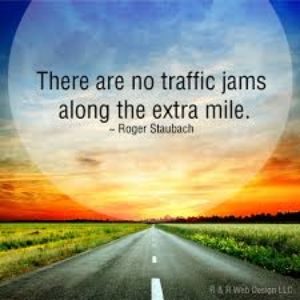 There are no traffic jams
along the extra mile.
~ Roger Staubach
R & R Web Design LLC